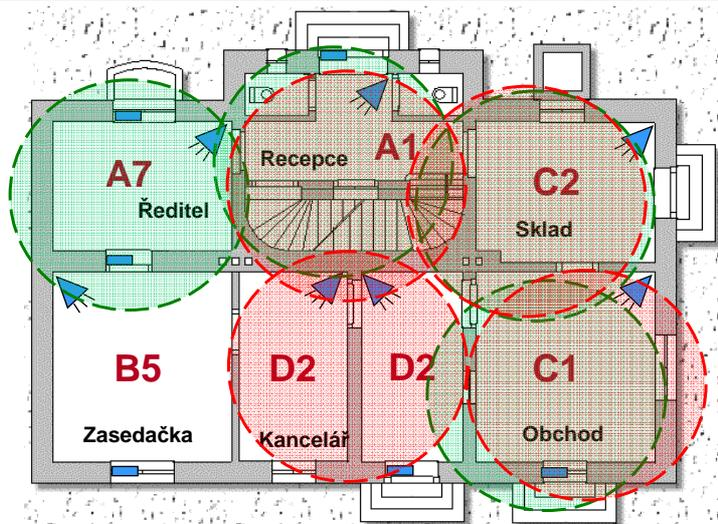 A7
Ředitel
Recepce
A1
C2
Sklad
B5
Zasedačka
D2
Kancelář
D2
C1
Obchod